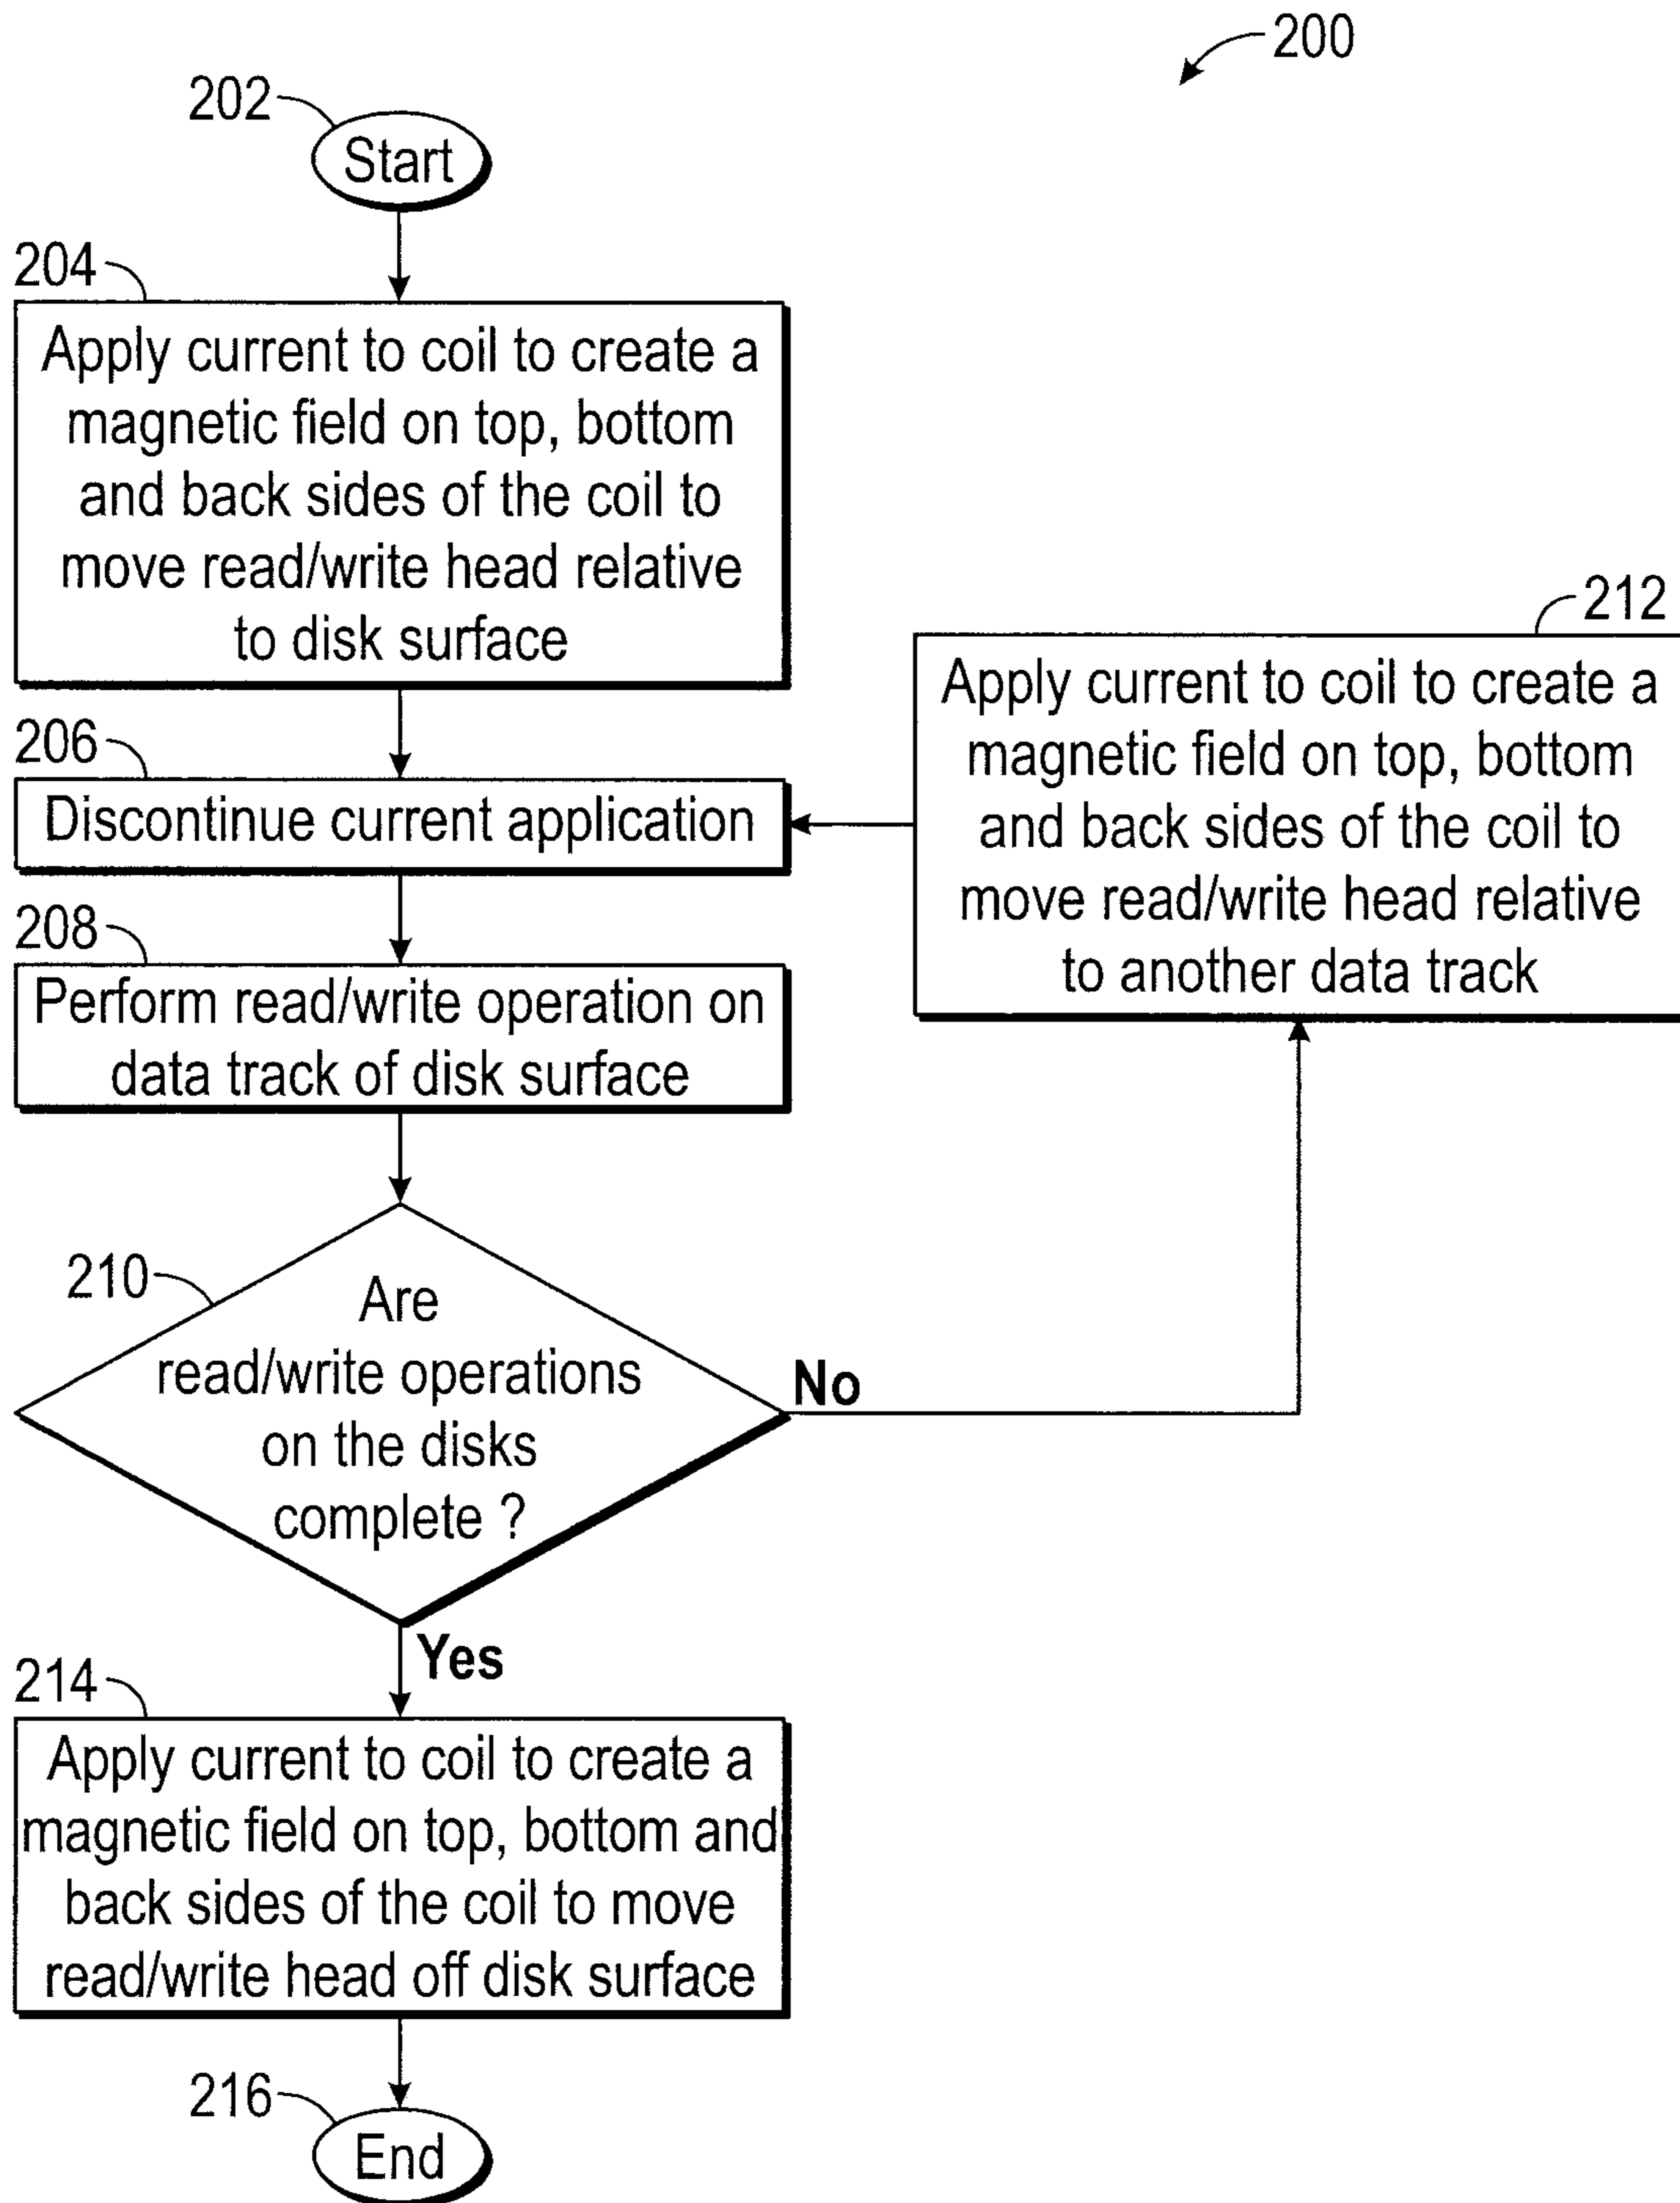 200
202
Start
204
Apply current to coil to create a
magnetic field on top, bottom
and back sides of the coil to
move read/write head relative
to disk surface
206
Discontinue current application
208
Perform read/write operation on
data track of disk surface
210
Are
read/write operations
on the disks
complete ?
No
212
Apply current to coil to create a
magnetic field on top, bottom
and back sides of the coil to
move read/write head relative
to another data track
Yes
214
Apply current to coil to create a
magnetic field on top, bottom and
back sides of the coil to move
read/write head off disk surface
216
End